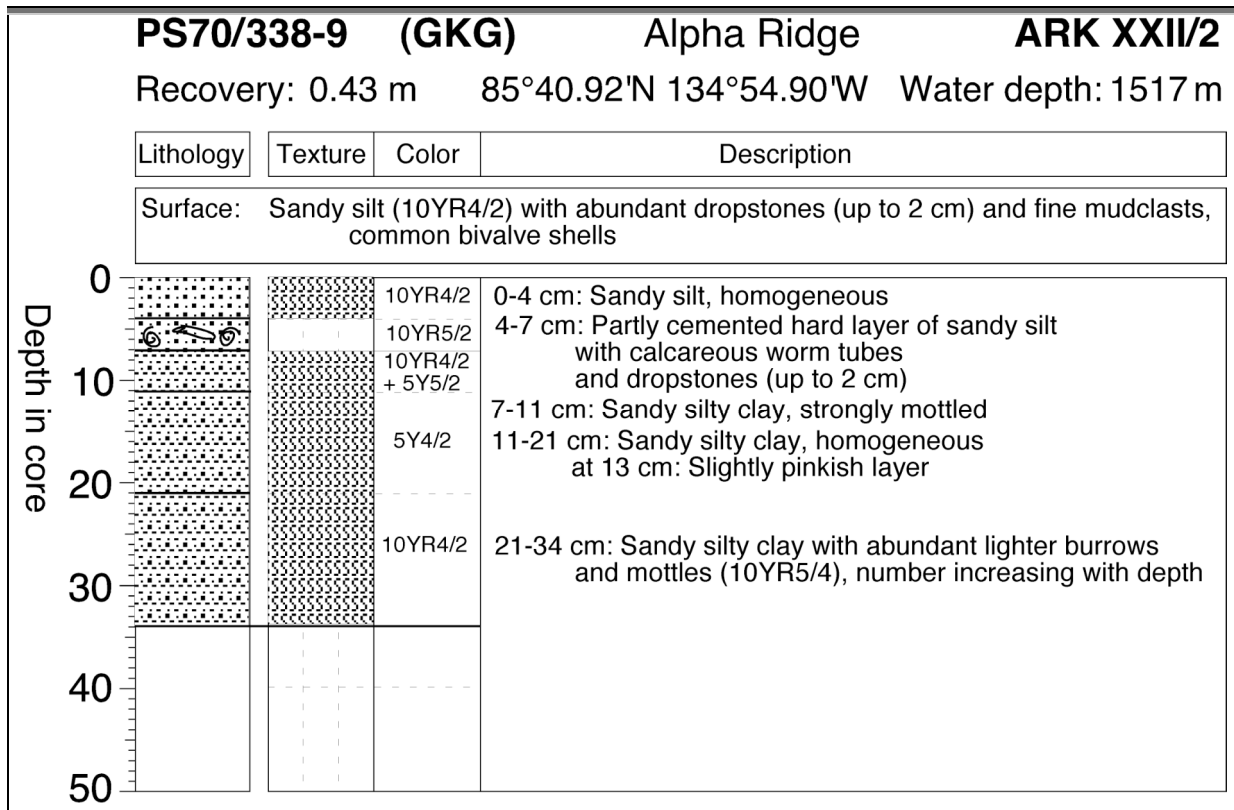 PS70/338-9 (GKG) Alpha Ridge ARK XXII/2
Recovery: 0.43 m 85°40.92'N 134°54.90'W Water depth: 1517 m
Lithology Texture Color Description
Surface: Sandy silt (10YR4/2) with abundant dropstones (up to 2 cm) and fine mudclasts,
common bivalve shells
Depth in core
0
10
20
30
40
50
10YR4/2
10YR5/2
10YR4/2
+ 5Y5/2
5Y4/2
10YR4/2
0-4 cm: Sandy silt, homogeneous
4-7 cm: Partly cemented hard layer of sandy silt
with calcareous worm tubes
and dropstones (up to 2 cm)
7-11 cm: Sandy silty clay, strongly mottled
11-21 cm: Sandy silty clay, homogeneous
at 13 cm: Slightly pinkish layer
21-34 cm: Sandy silty clay with abundant lighter burrows
and mottles (10YR5/4), number increasing with depth